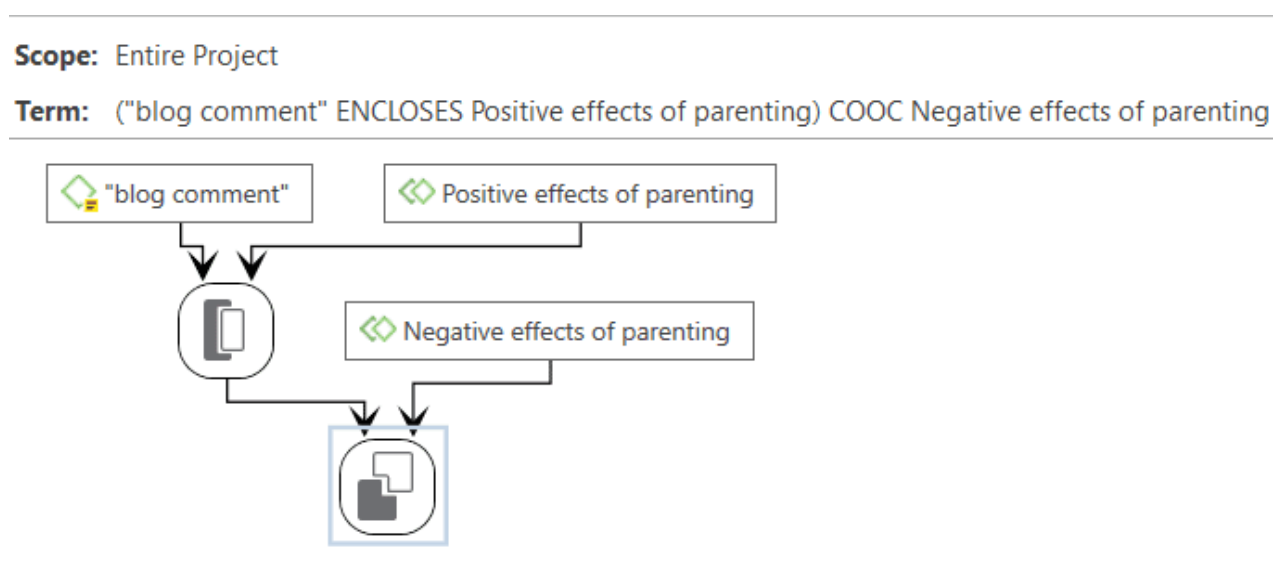 Scope: Entire Project
Term: ("blog comment" ENCLOSES Positive effects of parenting) COOC Negative effects of parenting
"blog comment"
Positive effects of parenting
Negative effects of parenting